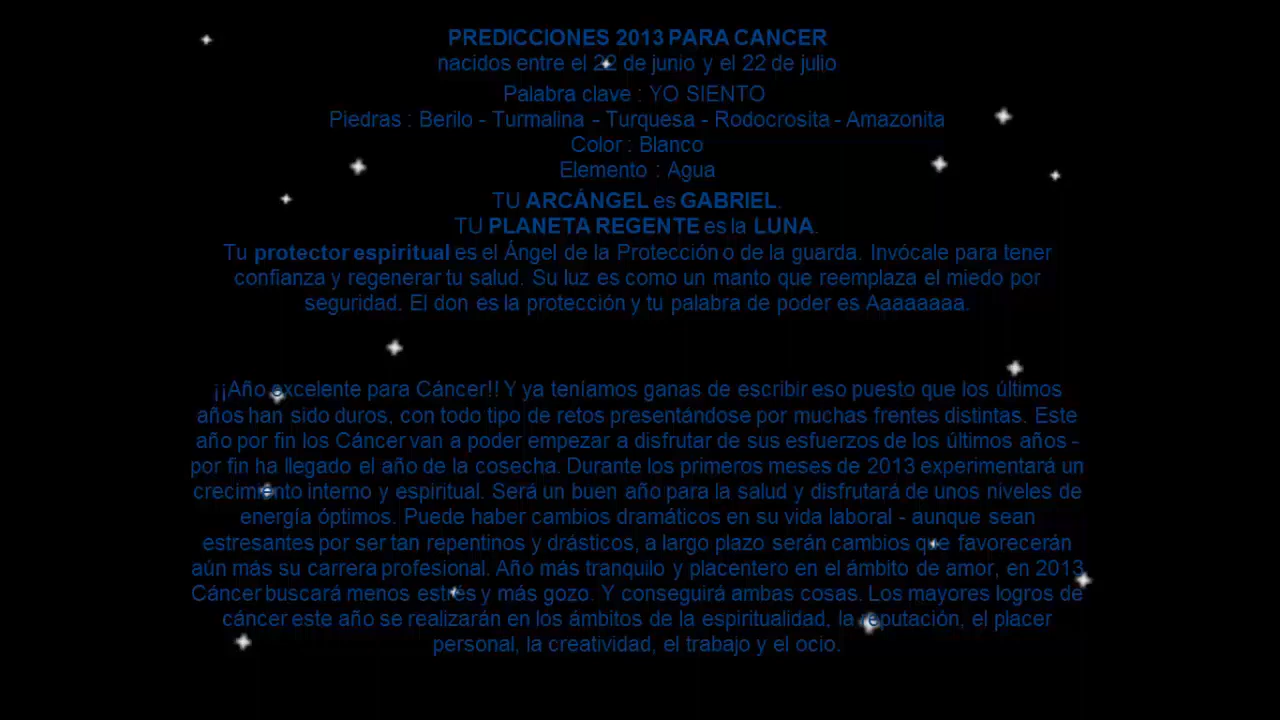 PREDICCIONES 2013 PARA CANCER
nacidos entre el 22 de junio y el 22 de julio
Palabra clave : YO SIENTO
Piedras : Berilo - Turmalina - Turquesa - Rodocrosita - Amazonita
Color : Blanco
Elemento : Agua
TU ARCÁNGEL es GABRIEL.
TU PLANETA REGENTE es la LUNA.
Tu protector espiritual es el Ángel de la Protección o de la guarda. Invócale para tener
confianza y regenerar tu salud. Su luz es como un manto que reemplaza el miedo por
seguridad. El don es la protección y tu palabra de poder es Aaaaaaaa.
¡¡Año excelente para Cáncer!! Y ya teníamos ganas de escribir eso puesto que los últimos
años han sido duros, con todo tipo de retos presentándose por muchas frentes distintas. Este
año por fin los Cáncer van a poder empezar a disfrutar de sus esfuerzos de los últimos años -
por fin ha llegado el año de la cosecha. Durante los primeros meses de 2013 experimentará un
crecimiento interno y espiritual. Será un buen año para la salud y disfrutará de unos niveles de
energía óptimos. Puede haber cambios dramáticos en su vida laboral - aunque sean
estresantes por ser tan repentinos y drásticos, a largo plazo serán cambios que favorecerán
aún más su carrera profesional. Año más tranquilo y placentero en el ámbito de amor, en 2013
Cáncer buscará menos estrés y más gozo. Y conseguirá ambas cosas. Los mayores logros de
cáncer este año se realizarán en los ámbitos de la espiritualidad, la reputación, el placer
personal, la creatividad, el trabajo y el ocio.